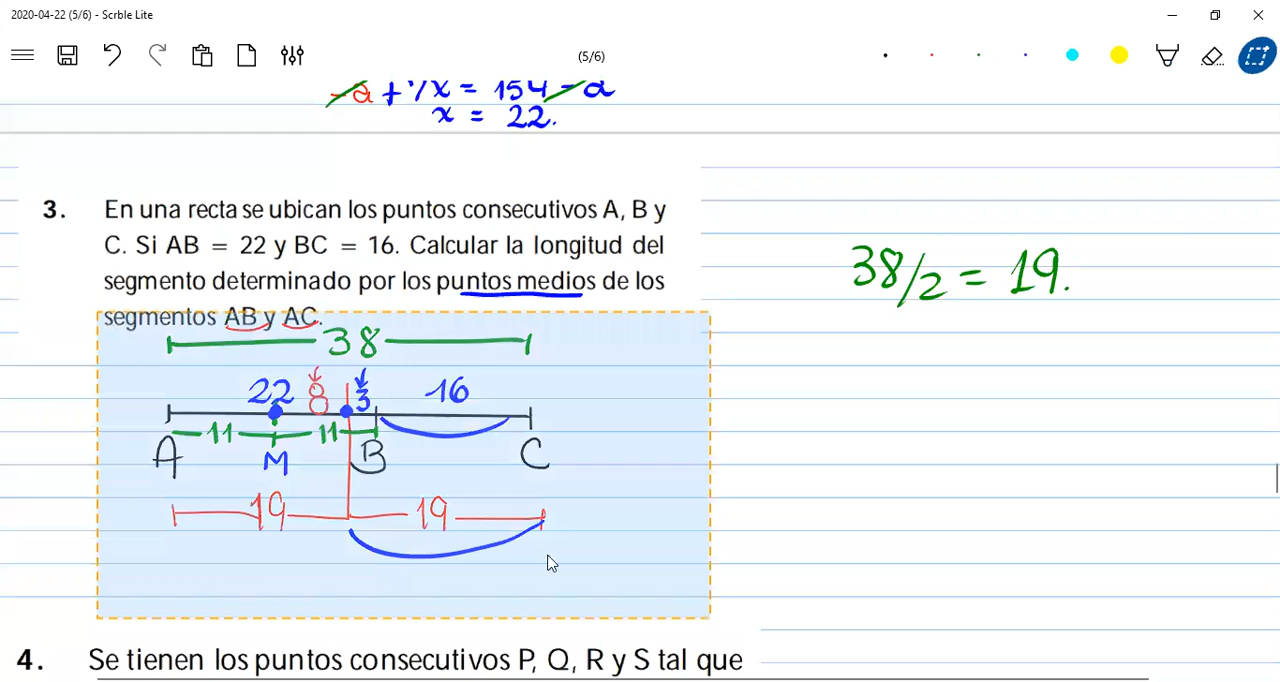 2020-04-22 (5/6) - Scrble Lite
(5/6)
-a + 7x = 154 - a
x = 22.
3. En una recta se ubican los puntos consecutivos A, B y
C. Si AB = 22 y BC = 16. Calcular la longitud del
segmento determinado por los puntos medios de los
segmentos AB y AC.
38/2 = 19.
38
22 8 3 16
11 11
A M B C
19 19
4. Se tienen los puntos consecutivos P, Q, R y S tal que